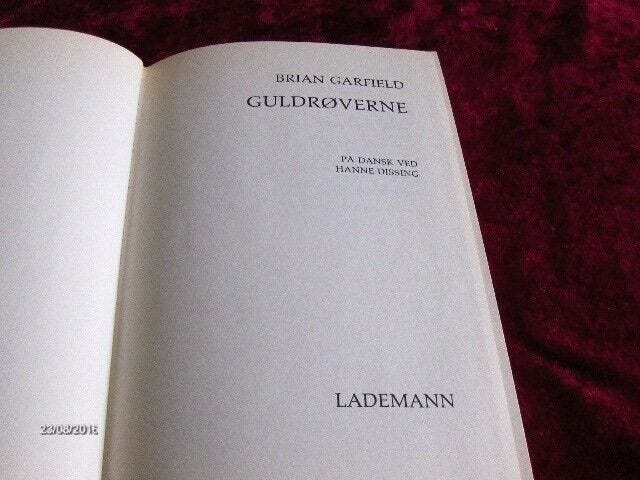 BRIAN GARFIELD
GULDRØVERNE
PÅ DANSK VED
HANNE DISSING
LADEMANN
23/08/2016